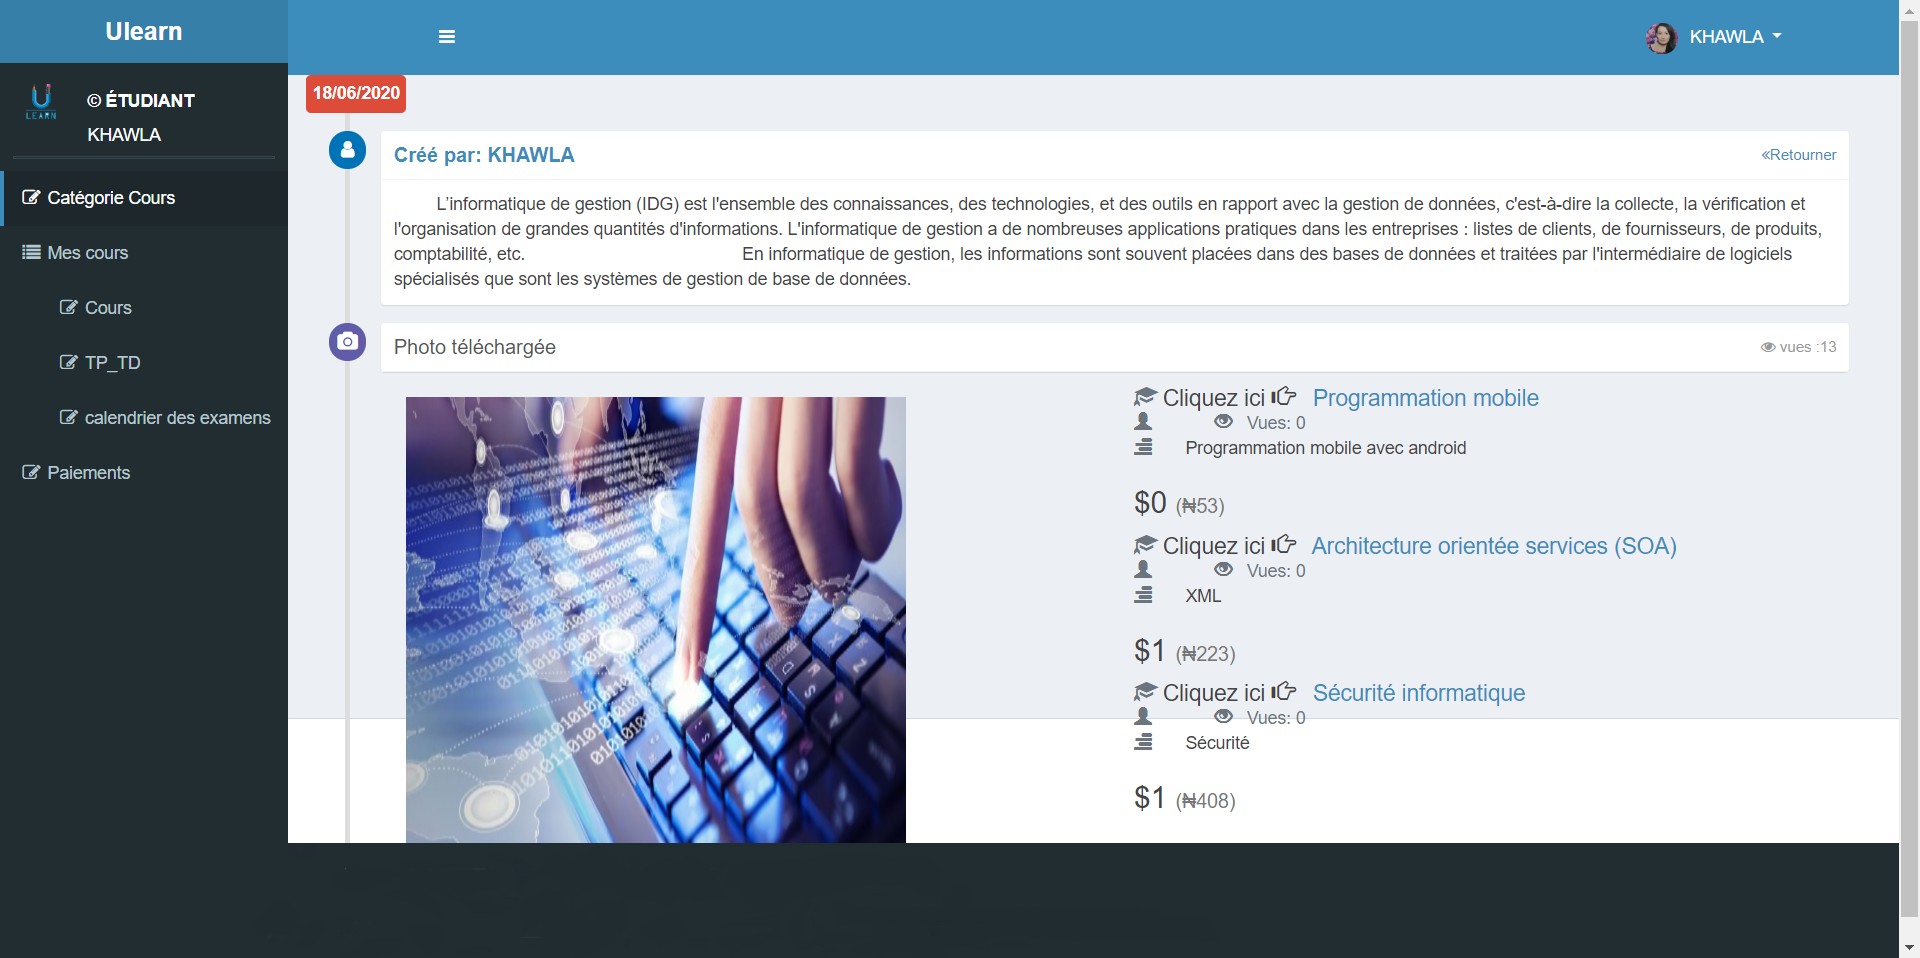 Ulearn
KHAWLA
LEARN
© ÉTUDIANT
KHAWLA
Catégorie Cours
Mes cours
Cours
TP_TD
calendrier des examens
Paiements
18/06/2020
Créé par: KHAWLA
«Retourner
L'informatique de gestion (IDG) est l'ensemble des connaissances, des technologies, et des outils en rapport avec la gestion de données, c'est-à-dire la collecte, la vérification et
l'organisation de grandes quantités d'informations. L'informatique de gestion a de nombreuses applications pratiques dans les entreprises : listes de clients, de fournisseurs, de produits,
comptabilité, etc. En informatique de gestion, les informations sont souvent placées dans des bases de données et traitées par l'intermédiaire de logiciels
spécialisés que sont les systèmes de gestion de base de données.
Photo téléchargée
vues :13
Cliquez ici Programmation mobile
Vues: 0
Programmation mobile avec android
$0 (₦53)
Cliquez ici Architecture orientée services (SOA)
Vues: 0
XML
$1 (₦223)
Cliquez ici Sécurité informatique
Vues: 0
Sécurité
$1 (₦408)